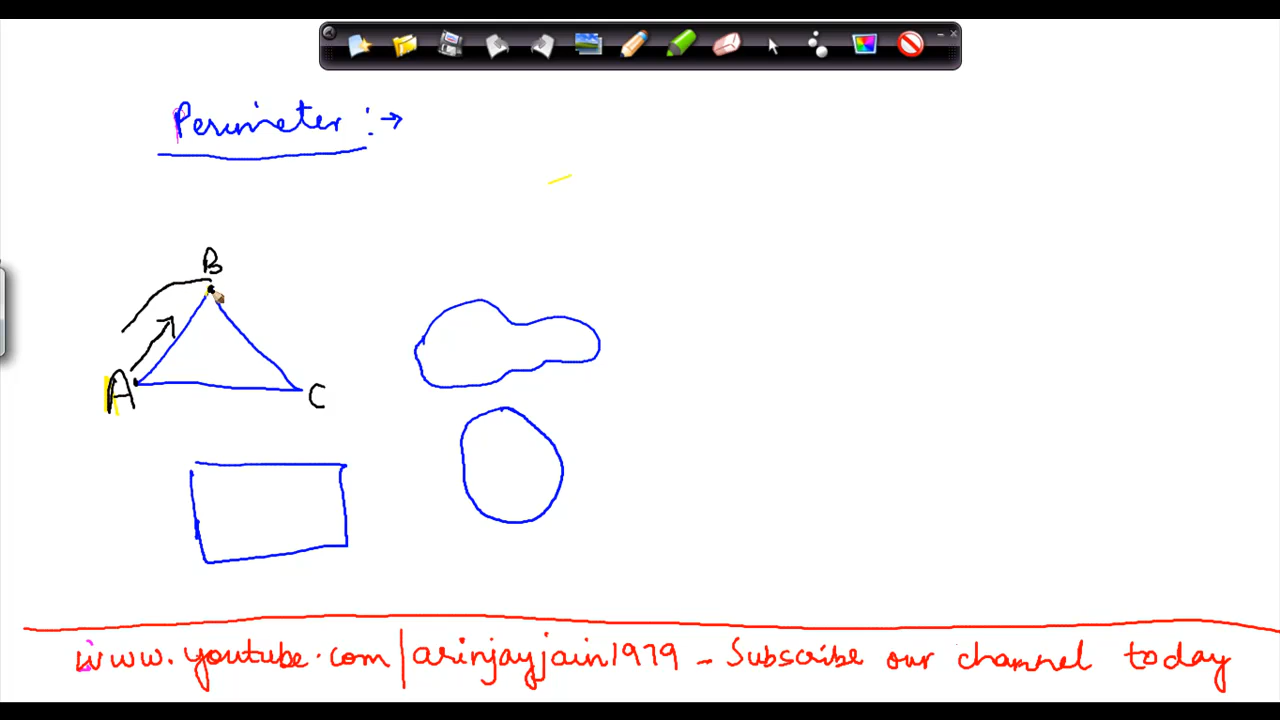 Perimeter :→
B
A
C
www.youtube.com/arinjayjain1979 - Subscribe our channel today